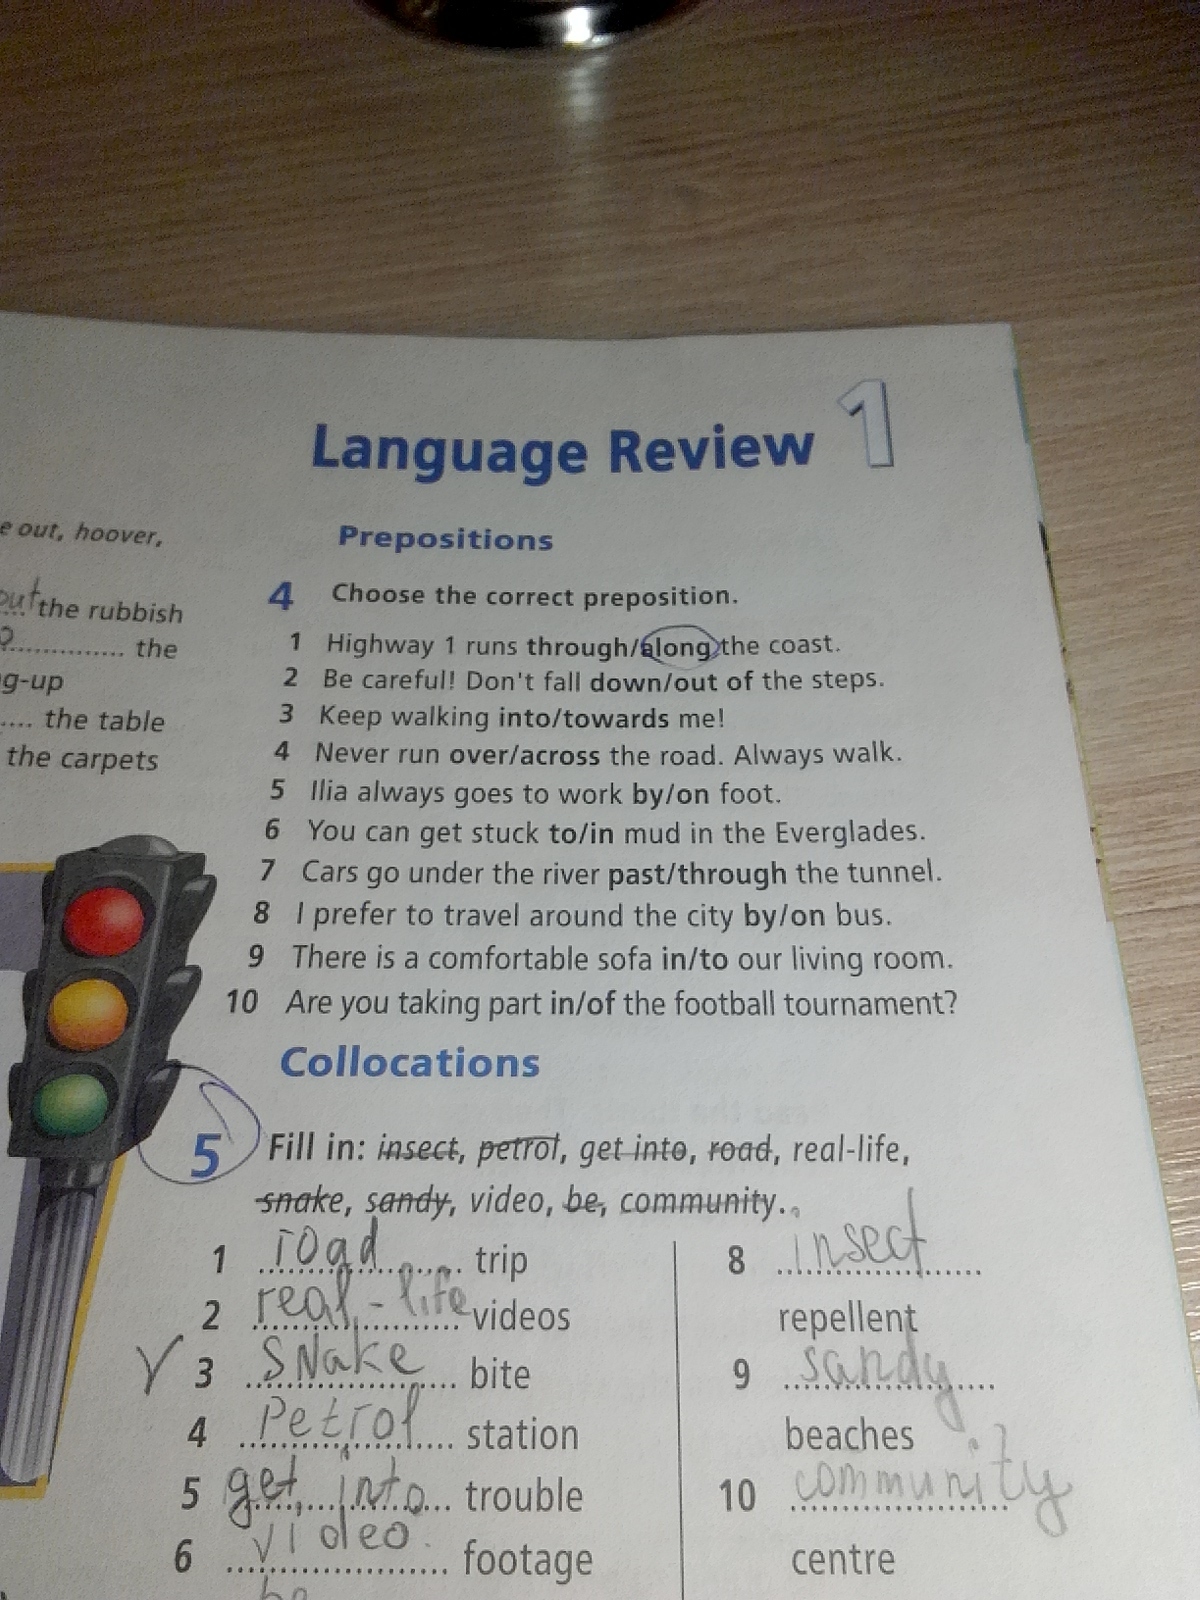 Language Review 1
e out, hoover,
out the rubbish
............... the
g-up
.... the table
the carpets
Prepositions
4 Choose the correct preposition.
1 Highway 1 runs through/along the coast.
2 Be careful! Don't fall down/out of the steps.
3 Keep walking into/towards me!
4 Never run over/across the road. Always walk.
5 Ilia always goes to work by/on foot.
6 You can get stuck to/in mud in the Everglades.
7 Cars go under the river past/through the tunnel.
8 I prefer to travel around the city by/on bus.
9 There is a comfortable sofa in/to our living room.
10 Are you taking part in/of the football tournament?
Collocations
5 Fill in: insect, petrol, get into, road, real-life,
snake, sandy, video, be, community.
1 road trip
2 real-life videos
3 Snake bite
4 Petrol station
5 get into trouble
6 video footage
be
8 insect
repellent
9 sandy
beaches
10 community
centre